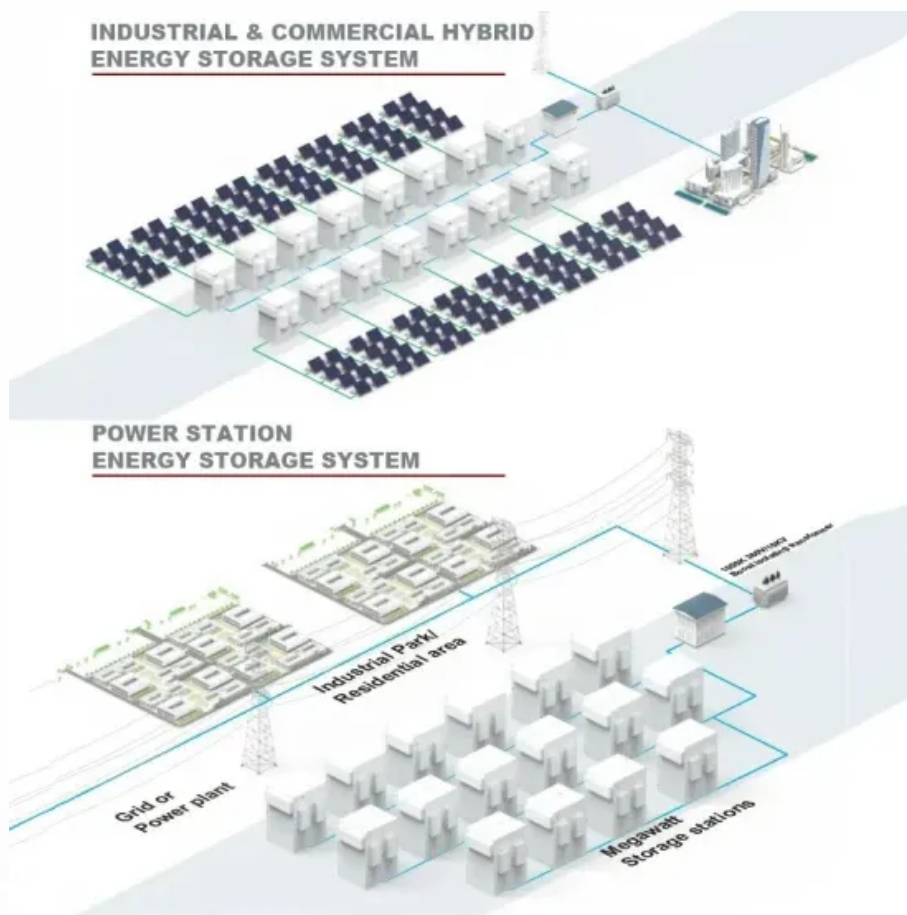 INDUSTRIAL & COMMERCIAL HYBRID
ENERGY STORAGE SYSTEM
POWER STATION
ENERGY STORAGE SYSTEM
Industrial Park/
Residential area
Grid or
Power plant
Megawatt
Storage stations